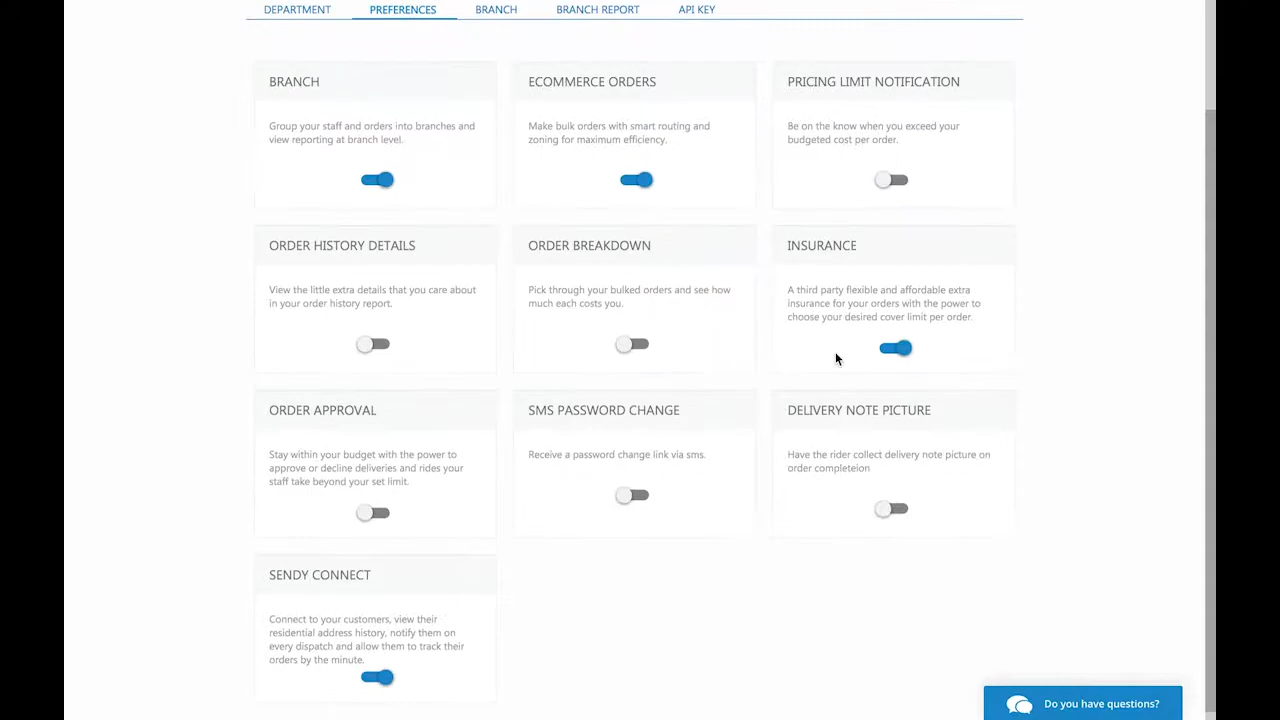 DEPARTMENT
PREFERENCES
BRANCH
BRANCH REPORT
API KEY
BRANCH
Group your staff and orders into branches and
view reporting at branch level.
ECOMMERCE ORDERS
Make bulk orders with smart routing and
zoning for maximum efficiency.
PRICING LIMIT NOTIFICATION
Be on the know when you exceed your
budgeted cost per order.
ORDER HISTORY DETAILS
View the little extra details that you care about
in your order history report.
ORDER BREAKDOWN
Pick through your bulked orders and see how
much each costs you.
INSURANCE
A third party flexible and affordable extra
insurance for your orders with the power to
choose your desired cover limit per order.
ORDER APPROVAL
Stay within your budget with the power to
approve or decline deliveries and rides your
staff take beyond your set limit.
SMS PASSWORD CHANGE
Receive a password change link via sms.
DELIVERY NOTE PICTURE
Have the rider collect delivery note picture on
order completeion
SENDY CONNECT
Connect to your customers, view their
residential address history, notify them on
every dispatch and allow them to track their
orders by the minute.
Do you have questions?